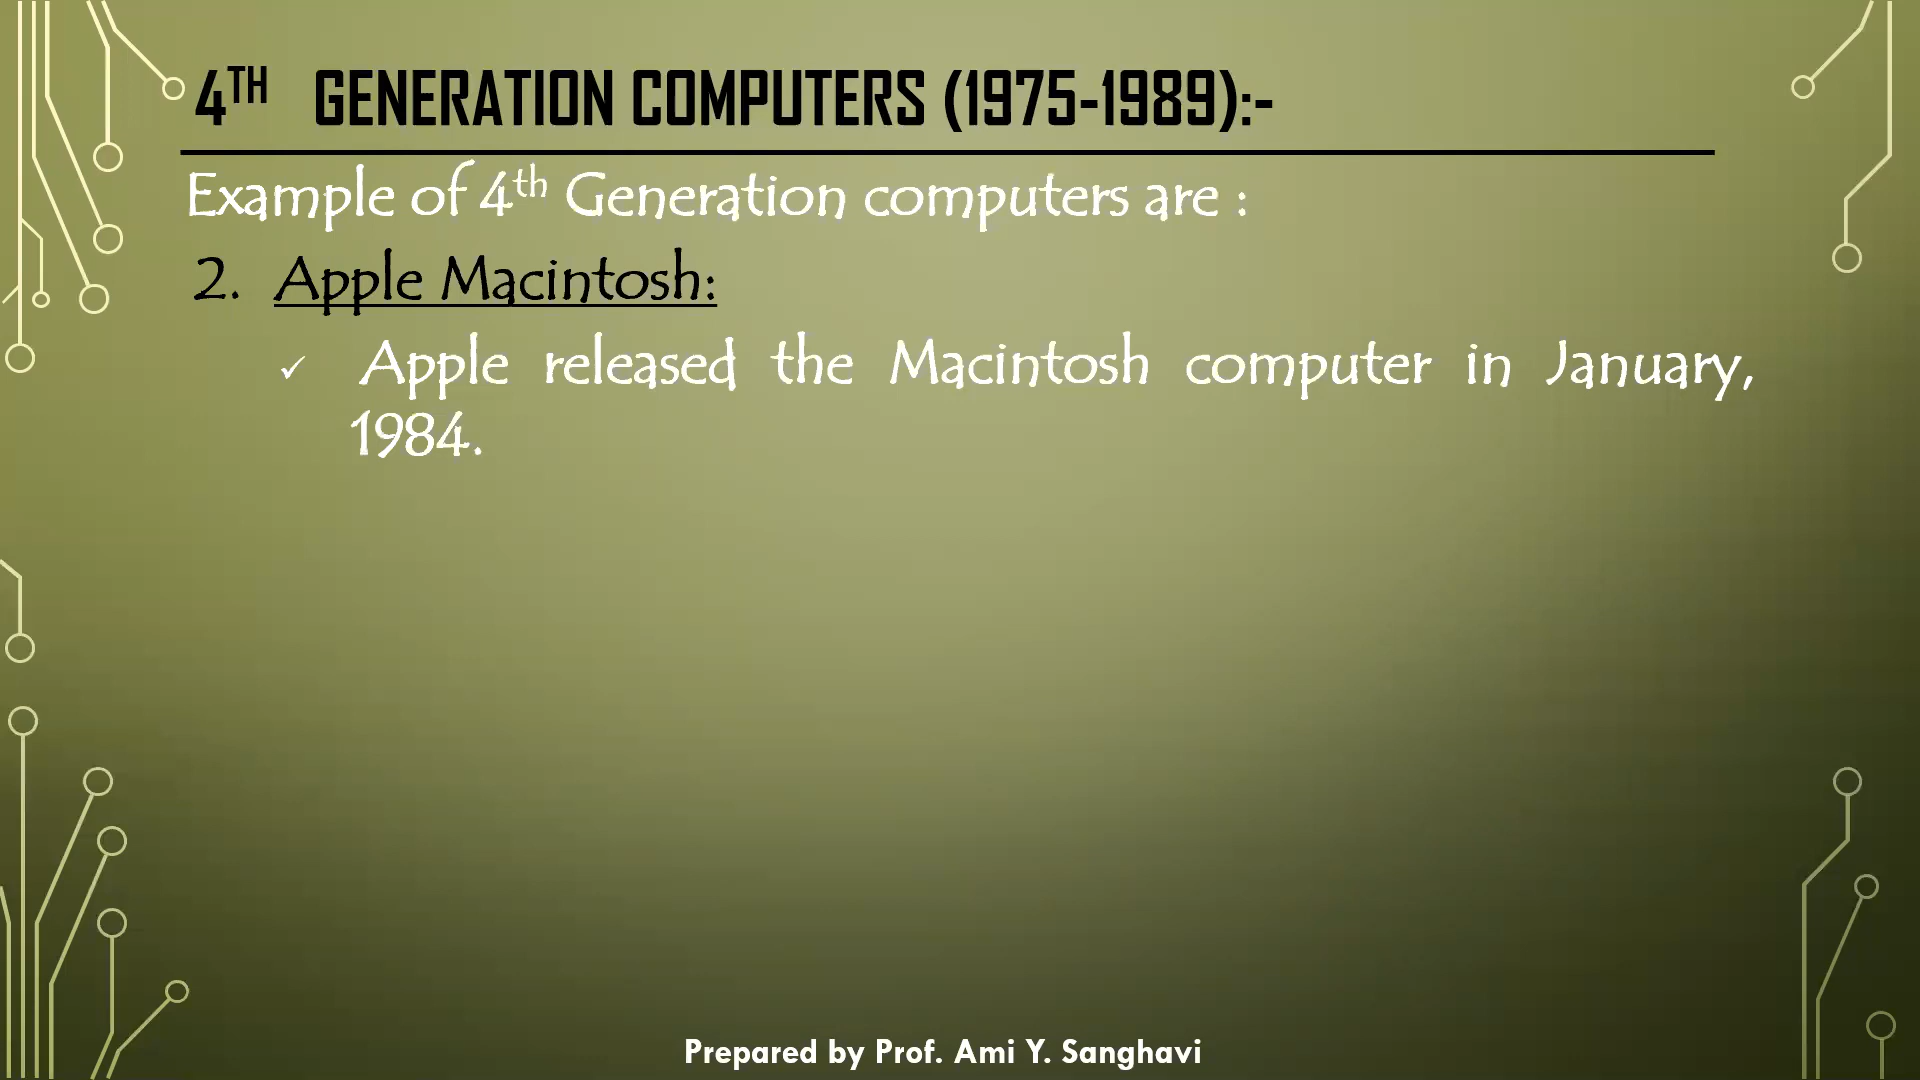 4TH GENERATION COMPUTERS (1975-1989):-
Example of 4th Generation computers are :
2. Apple Macintosh:
✓ Apple released the Macintosh computer in January,
1984.
Prepared by Prof. Ami Y. Sanghavi